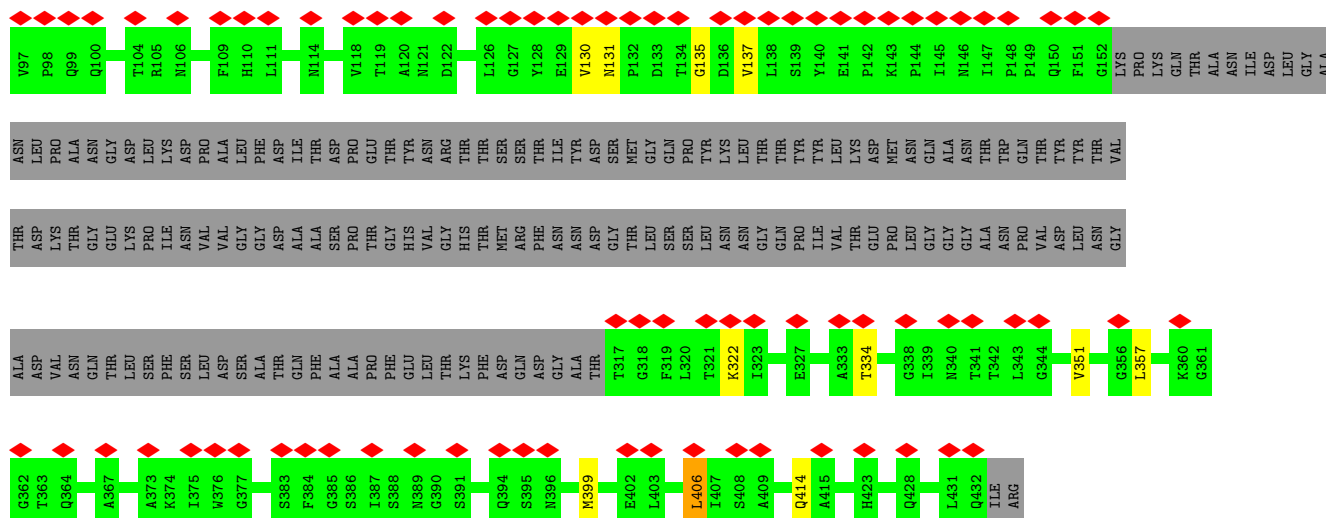 V97 P98 Q99 Q100 T104 R105 N106 F109 H110 L111 N114 V118 T119 A120 N121 D122 L126 G127 Y128 E129 V130 N131 P132 D133 T134 G135 D136 V137 L138 S139 Y140 E141 P142 K143 P144 I145 N146 I147 P148 P149 Q150 F151 G152 LYS PRO LYS GLN THR ALA ASN ILE ASP LEU GLY ALA
ASN LEU PRO ALA ASN GLY ASP LEU LYS ASP PRO ALA LEU PHE ASP ILE THR ASP PRO GLU THR TYR ASN ARG THR THR SER SER THR ILE TYR ASP SER MET GLY GLN PRO TYR LYS LEU THR THR TYR TYR LEU LYS ASP MET ASN GLN ALA ASN THR TRP GLN THR TYR TYR THR VAL
THR ASP LYS THR GLY GLU LYS PRO ILE ASN VAL VAL GLY GLY ASP ALA ALA SER PRO THR GLY HIS VAL GLY HIS THR MET ARG PHE ASN ASN ASP GLY THR LEU SER SER LEU ASN ASN GLY GLN PRO ILE VAL THR GLU PRO LEU GLY GLY GLY ALA ASN PRO VAL ASP LEU ASN GLY
ALA ASP VAL ASN GLN THR LEU SER PHE SER LEU ASP SER ALA THR GLN PHE ALA ALA PRO PHE GLU LEU THR LYS PHE ASP GLN ASP GLY ALA THR T317 G318 F319 L320 T321 K322 I323 E327 A333 T334 G338 I339 N340 T341 T342 L343 G344 V351 G356 L357 K360 G361
G362 T363 Q364 A367 A373 K374 I375 W376 G377 S383 F384 G385 S386 I387 S388 N389 G390 S391 Q394 S395 N396 M399 E402 L403 L406 I407 S408 A409 Q414 A415 H423 Q428 L431 Q432 ILE ARG